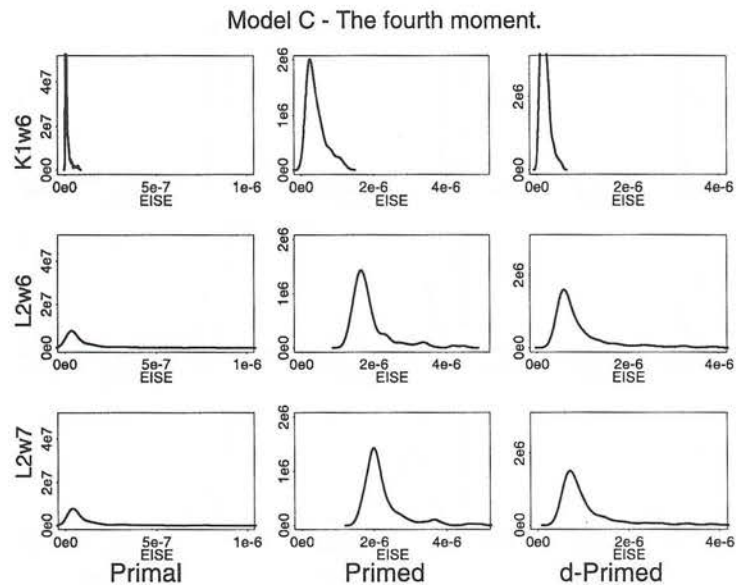 Model C - The fourth moment.
K1w6
0e0 2e7 4e7
0e0 5e-7 1e-6
EISE
0e0 1e6 2e6
0e0 2e-6 4e-6
EISE
0e0 2e6
0e0 2e-6 4e-6
EISE
L2w6
0e0 2e7 4e7
0e0 5e-7 1e-6
EISE
0e0 1e6 2e6
0e0 2e-6 4e-6
EISE
0e0 2e6
0e0 2e-6 4e-6
EISE
L2w7
0e0 2e7 4e7
0e0 5e-7 1e-6
EISE
0e0 1e6 2e6
0e0 2e-6 4e-6
EISE
0e0 2e6
0e0 2e-6 4e-6
EISE
Primal
Primed
d-Primed